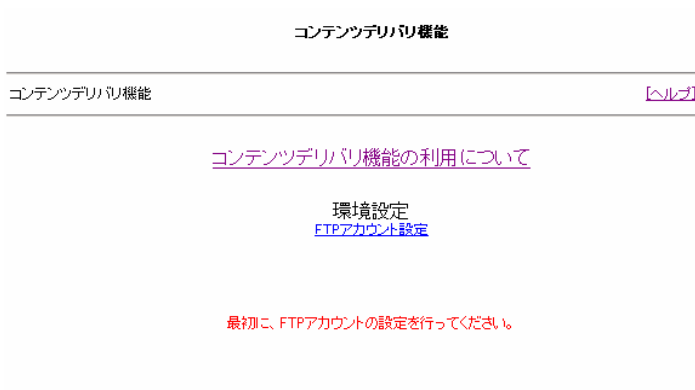 コンテンツデリバリ機能
コンテンツデリバリ機能 [ヘルプ]
コンテンツデリバリ機能の利用について
環境設定
FTPアカウント設定
最初に、FTPアカウントの設定を行ってください。